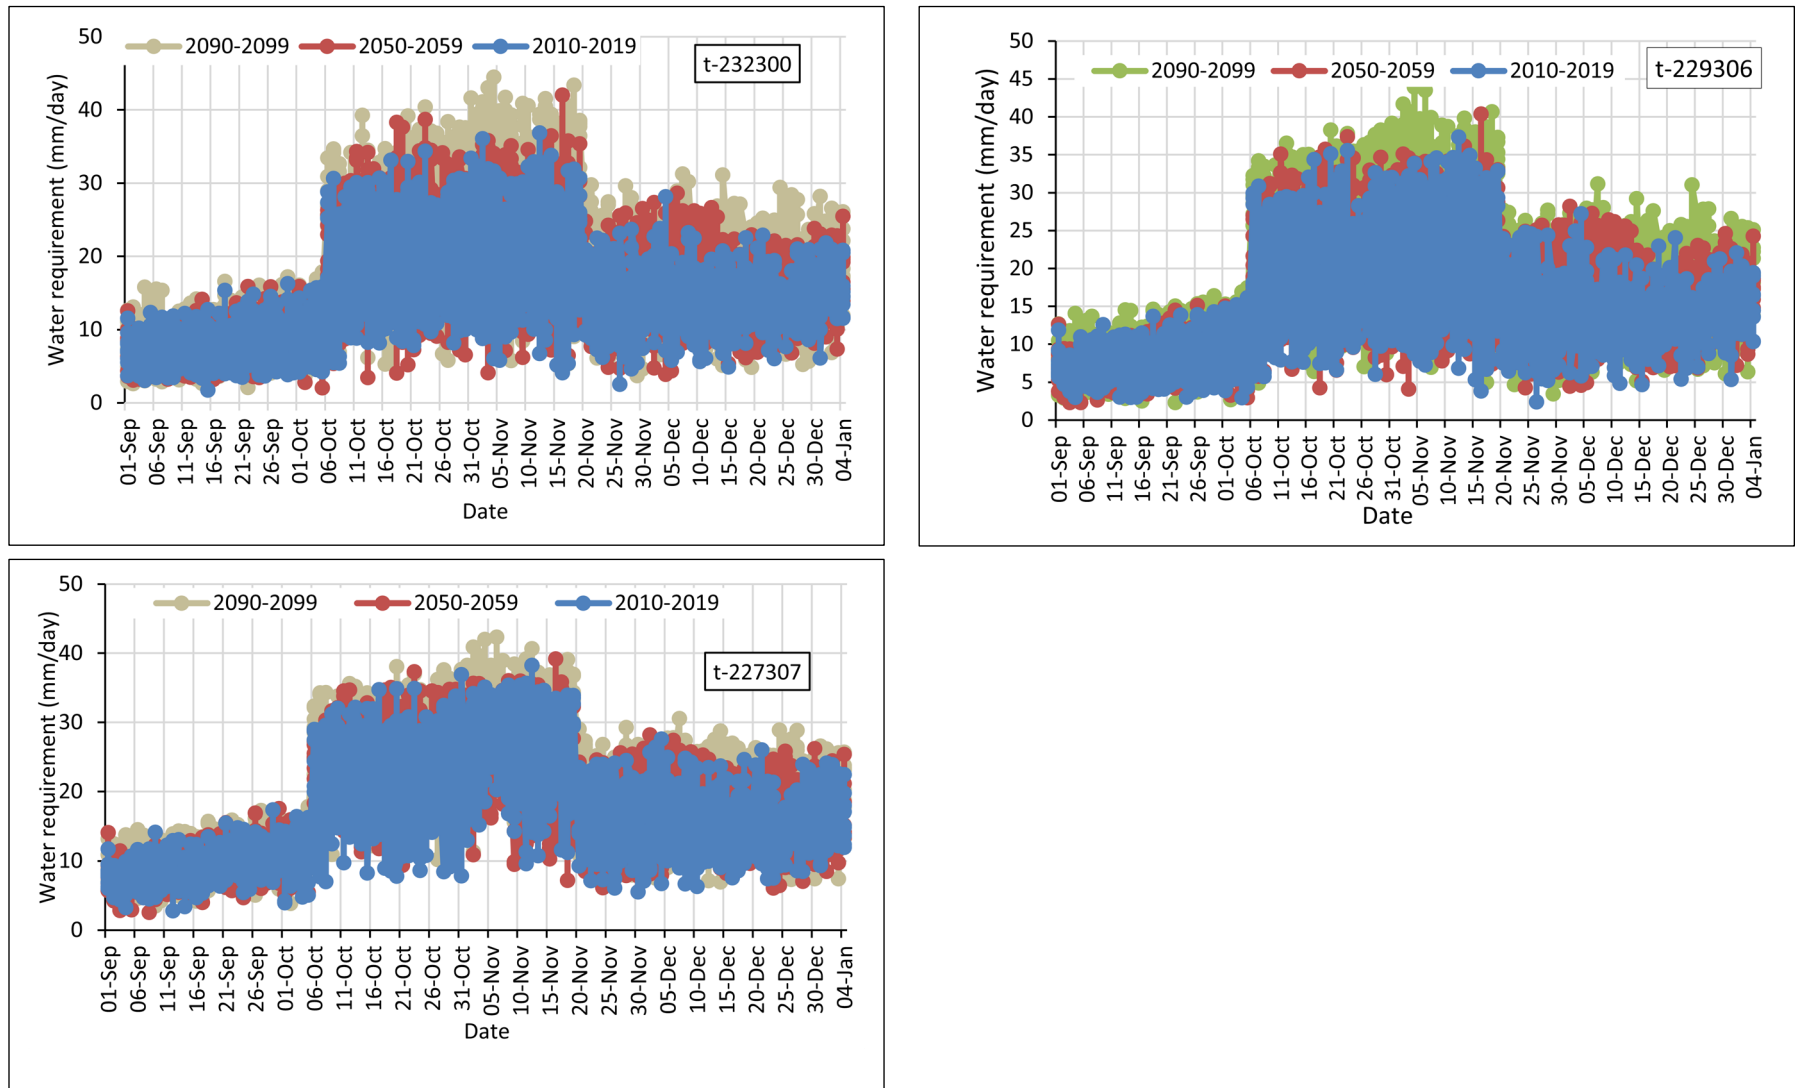 2090-2099 2050-2059 2010-2019
t-232300
Water requirement (mm/day)
50
40
30
20
10
0
01-Sep 06-Sep 11-Sep 16-Sep 21-Sep 26-Sep 01-Oct 06-Oct 11-Oct 16-Oct 21-Oct 26-Oct 31-Oct 05-Nov 10-Nov 15-Nov 20-Nov 25-Nov 30-Nov 05-Dec 10-Dec 15-Dec 20-Dec 25-Dec 30-Dec 04-Jan
Date
2090-2099 2050-2059 2010-2019
t-229306
Water requirement (mm/day)
50
45
40
35
30
25
20
15
10
5
0
01-Sep 06-Sep 11-Sep 16-Sep 21-Sep 26-Sep 01-Oct 06-Oct 11-Oct 16-Oct 21-Oct 26-Oct 31-Oct 05-Nov 10-Nov 15-Nov 20-Nov 25-Nov 30-Nov 05-Dec 10-Dec 15-Dec 20-Dec 25-Dec 30-Dec 04-Jan
Date
2090-2099 2050-2059 2010-2019
t-227307
Water requirement (mm/day)
50
40
30
20
10
0
01-Sep 06-Sep 11-Sep 16-Sep 21-Sep 26-Sep 01-Oct 06-Oct 11-Oct 16-Oct 21-Oct 26-Oct 31-Oct 05-Nov 10-Nov 15-Nov 20-Nov 25-Nov 30-Nov 05-Dec 10-Dec 15-Dec 20-Dec 25-Dec 30-Dec 04-Jan
Date